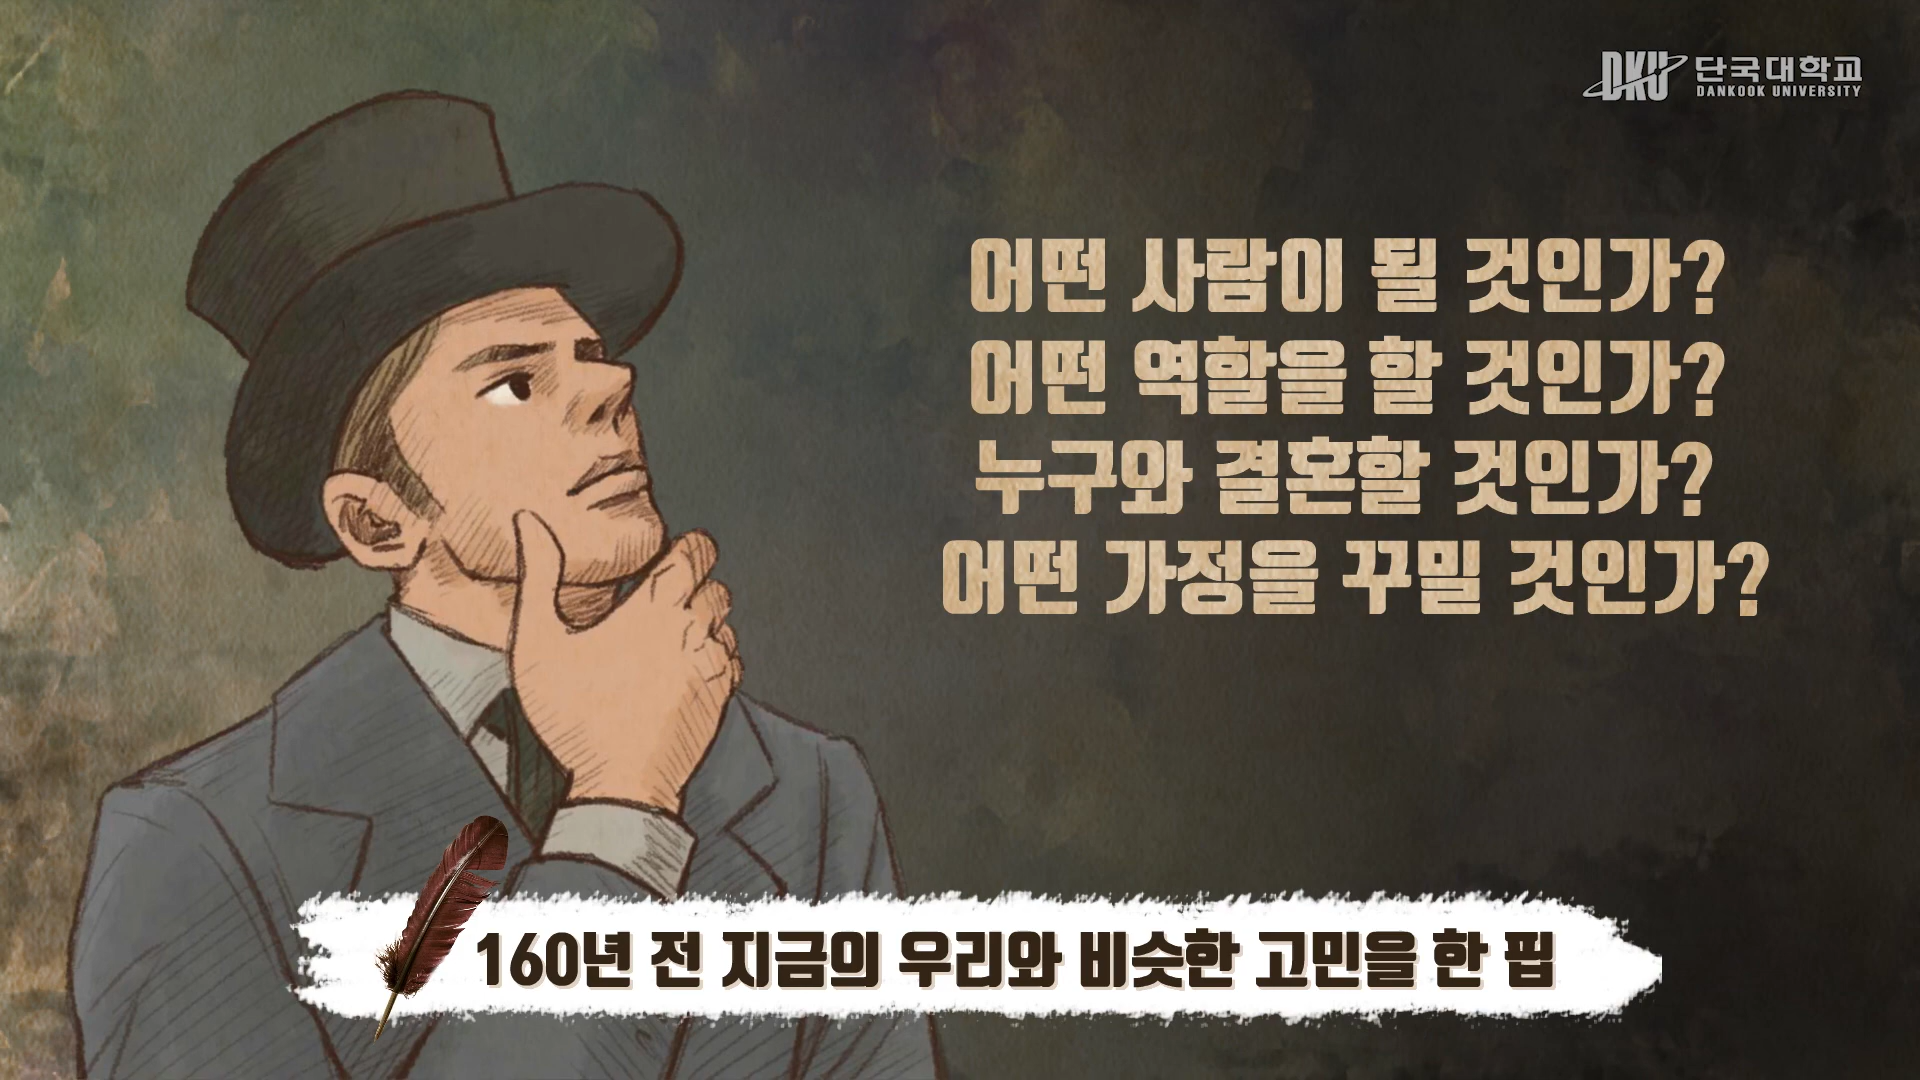 DKU 단국대학교
DANKOOK UNIVERSITY
어떤 사람이 될 것인가?
어떤 역할을 할 것인가?
누구와 결혼할 것인가?
어떤 가정을 꾸밀 것인가?
160년 전 지금의 우리와 비슷한 고민을 한 핍